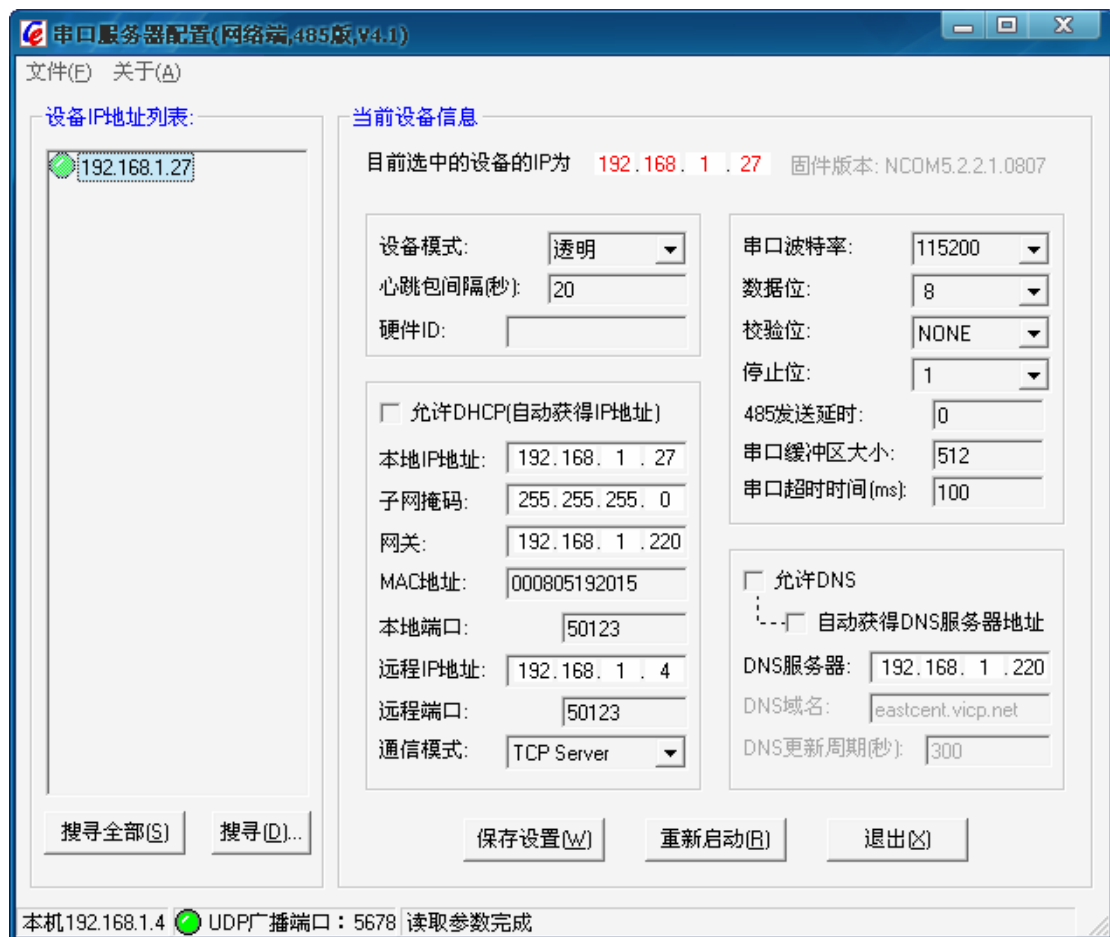 串口服务器配置(网络端,485版,V4.1)
文件(F) 关于(A)
设备IP地址列表:
192.168.1.27
搜寻全部(S) 搜寻(D)...
当前设备信息
目前选中的设备的IP为 192.168. 1 . 27 固件版本: NCOM5.2.2.1.0807
设备模式: 透明
心跳包间隔(秒): 20
硬件ID:
允许DHCP(自动获得IP地址)
本地IP地址: 192.168. 1 . 27
子网掩码: 255.255.255. 0
网关: 192.168. 1 .220
MAC地址: 000805192015
本地端口: 50123
远程IP地址: 192.168. 1 . 4
远程端口: 50123
通信模式: TCP Server
串口波特率: 115200
数据位: 8
校验位: NONE
停止位: 1
485发送延时: 0
串口缓冲区大小: 512
串口超时时间(ms): 100
允许DNS
自动获得DNS服务器地址
DNS服务器: 192.168. 1 .220
DNS域名: eastcent.vicp.net
DNS更新周期(秒): 300
保存设置(W) 重新启动(R) 退出(X)
本机192.168.1.4 UDP广播端口：5678 读取参数完成